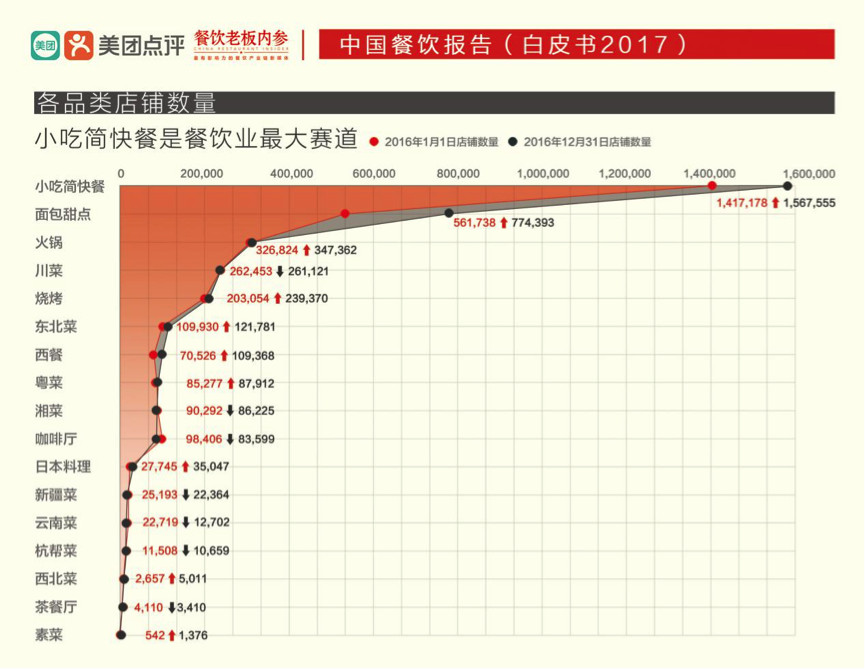 美团 美团点评 餐饮老板内参 中国餐饮报告（白皮书2017）
CHINA RESTAURANT INSIDER
各品类店铺数量
小吃简快餐是餐饮业最大赛道 2016年1月1日店铺数量 2016年12月31日店铺数量
0 200,000 400,000 600,000 800,000 1,000,000 1,200,000 1,400,000 1,600,000
小吃简快餐 1,417,178 1,567,555
面包甜点 561,738 774,393
火锅 326,824 347,362
川菜 262,453 261,121
烧烤 203,054 239,370
东北菜 109,930 121,781
西餐 70,526 109,368
粤菜 85,277 87,912
湘菜 90,292 86,225
咖啡厅 98,406 83,599
日本料理 27,745 35,047
新疆菜 25,193 22,364
云南菜 22,719 12,702
杭帮菜 11,508 10,659
西北菜 2,657 5,011
茶餐厅 4,110 3,410
素菜 542 1,376